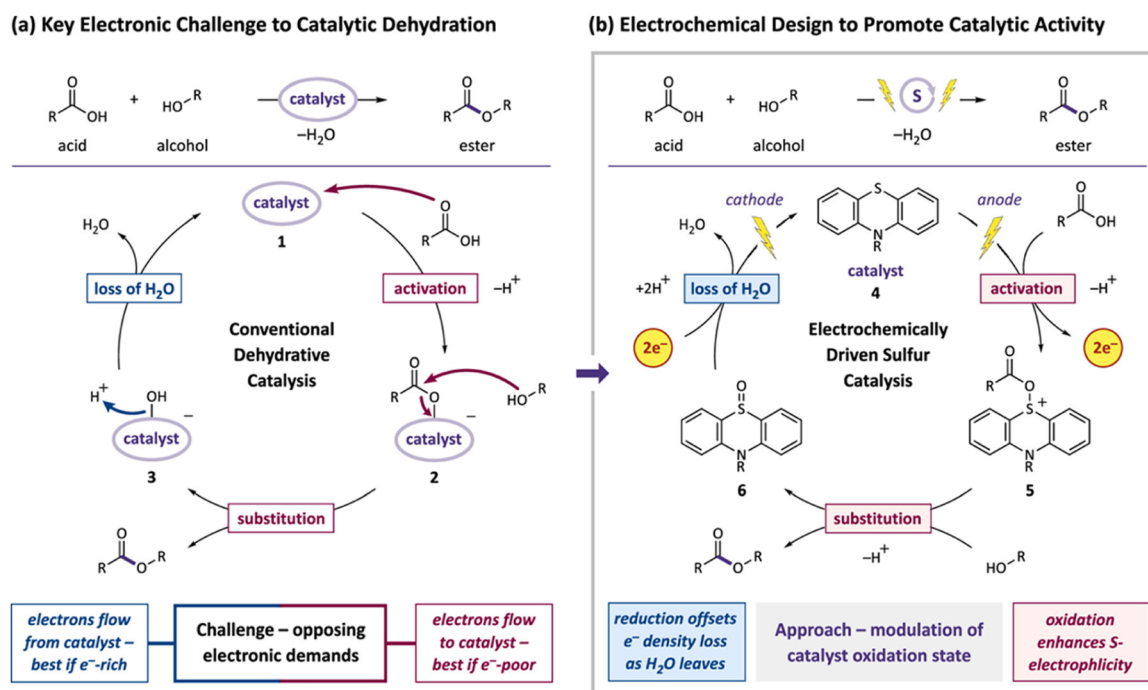 (a) Key Electronic Challenge to Catalytic Dehydration
O
R
OH
acid
+
HO
R
alcohol
catalyst
–H2O
O
R
O
R
ester
catalyst
1
O
R
OH
H2O
loss of H2O
activation
–H+
Conventional
Dehydrative
Catalysis
H+
OH
–
catalyst
3
O
R
O
–
catalyst
2
HO
R
substitution
O
R
O
R
electrons flow
from catalyst –
best if e–-rich
Challenge – opposing
electronic demands
electrons flow
to catalyst –
best if e–-poor
(b) Electrochemical Design to Promote Catalytic Activity
O
R
OH
acid
+
HO
R
alcohol
S
–H2O
O
R
O
R
ester
cathode
S
N
R
catalyst
4
anode
O
R
OH
H2O
+2H+
loss of H2O
activation
–H+
2e–
Electrochemically
Driven Sulfur
Catalysis
2e–
O
S
N
R
6
O
R
O
S+
N
R
5
substitution
–H+
O
R
O
R
HO
R
reduction offsets
e– density loss
as H2O leaves
Approach – modulation of
catalyst oxidation state
oxidation
enhances S-
electrophlicity